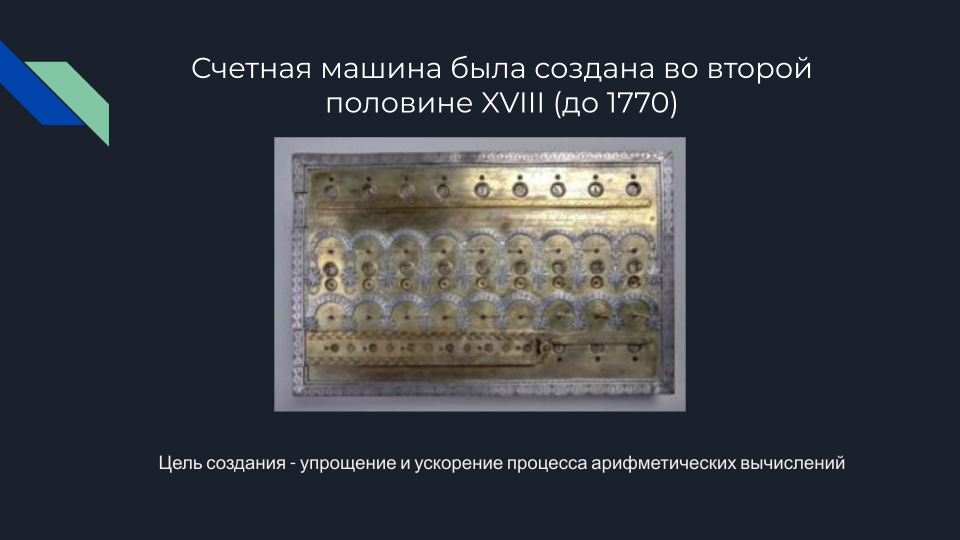 Счетная машина была создана во второй
половине XVIII (до 1770)
Цель создания - упрощение и ускорение процесса арифметических вычислений